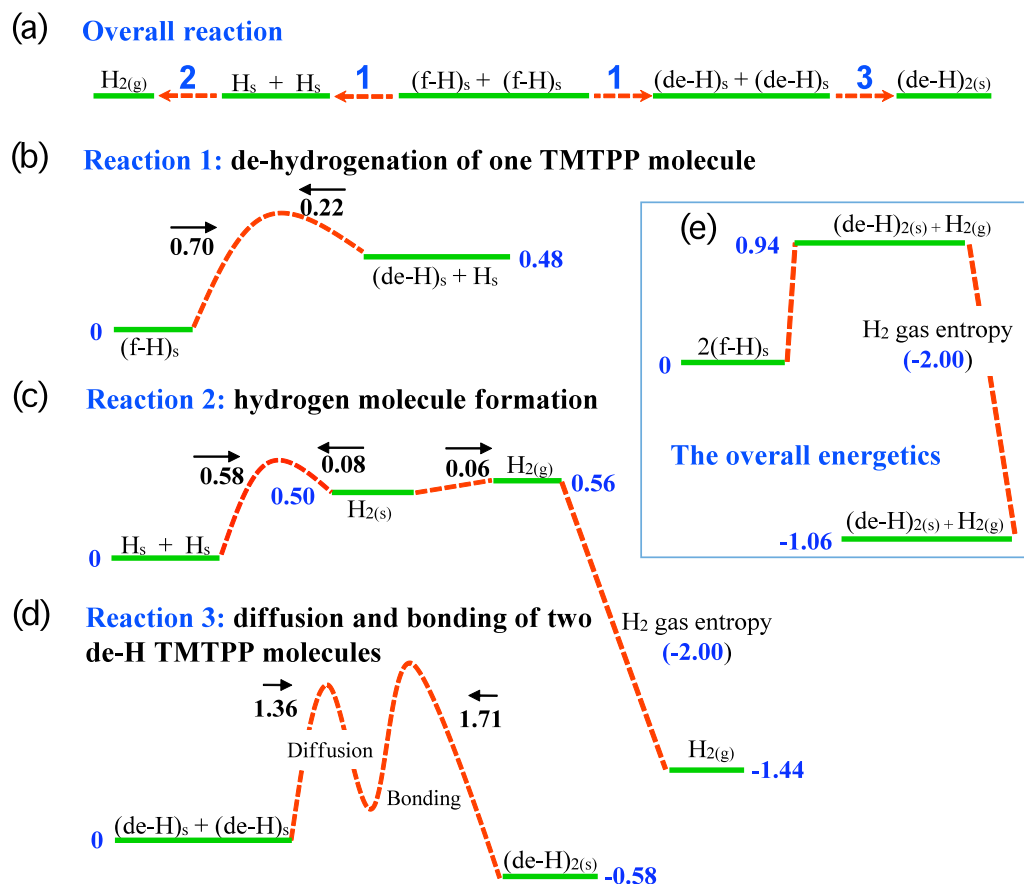 (a) Overall reaction
H2(g) 2 Hs + Hs 1 (f-H)s + (f-H)s 1 (de-H)s + (de-H)s 3 (de-H)2(s)
(b) Reaction 1: de-hydrogenation of one TMTPP molecule
0.22
0.70
0.48
(de-H)s + Hs
0
(f-H)s
(e)
(de-H)2(s) + H2(g)
0.94
2(f-H)s
0
H2 gas entropy
(-2.00)
The overall energetics
(de-H)2(s) + H2(g)
-1.06
(c) Reaction 2: hydrogen molecule formation
0.58
0.08
0.06
H2(g)
0.50
H2(s)
0.56
Hs + Hs
0
H2 gas entropy
(-2.00)
H2(g)
-1.44
(d) Reaction 3: diffusion and bonding of two
de-H TMTPP molecules
1.36
1.71
Diffusion
Bonding
(de-H)s + (de-H)s
0
(de-H)2(s)
-0.58